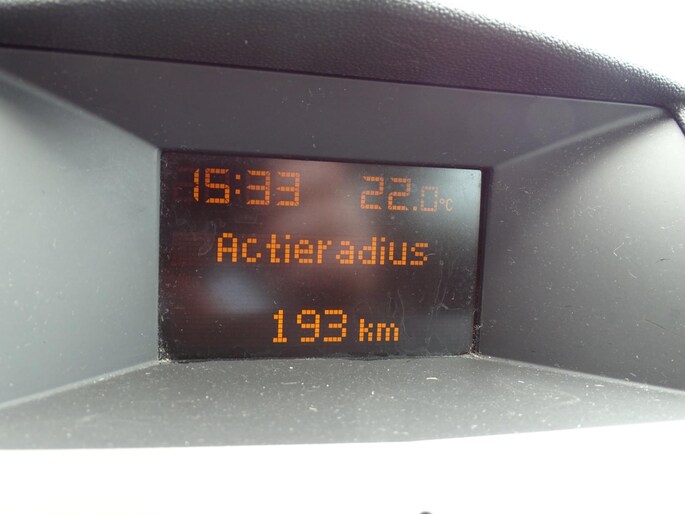 15:33 22.0°C
Actieradius
193 km